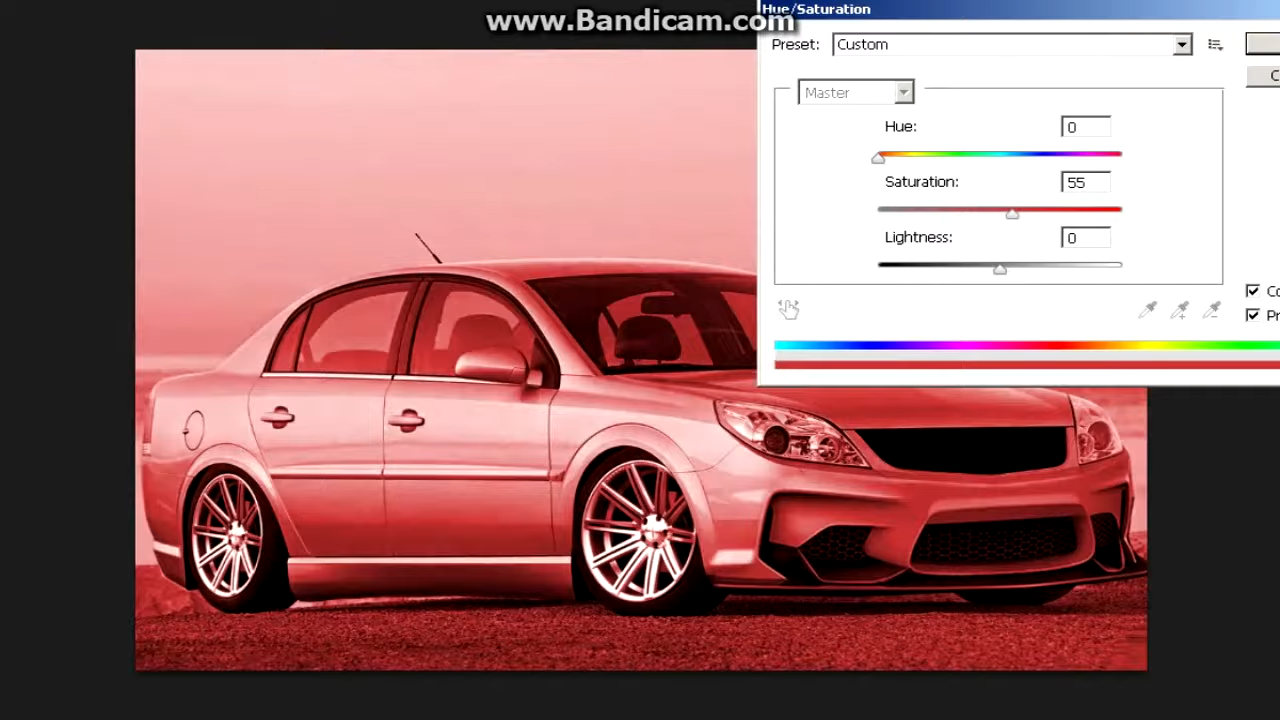 www.Bandicam.com
Hue/Saturation
Preset: Custom
Master
Hue: 0
Saturation: 55
Lightness: 0